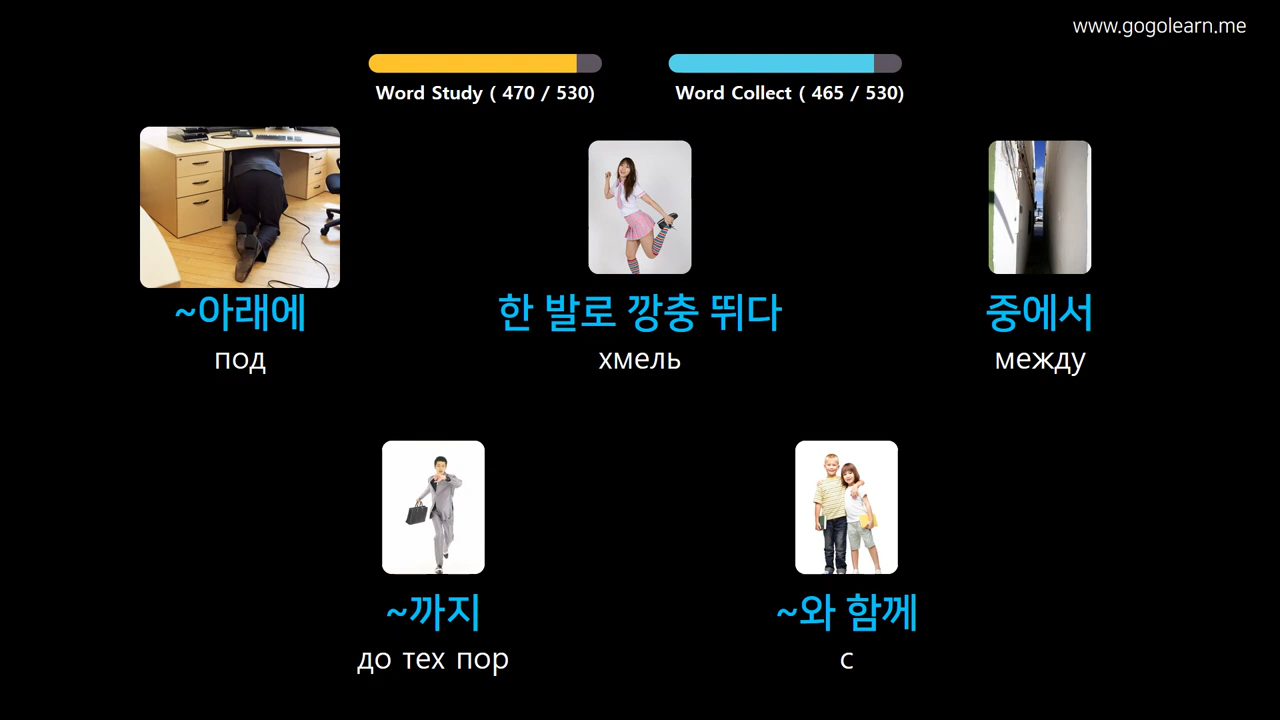 www.gogolearn.me
Word Study ( 470 / 530)
Word Collect ( 465 / 530)
~아래에
под
한 발로 깡충 뛰다
хмель
중에서
между
~까지
до тех пор
~와 함께
с